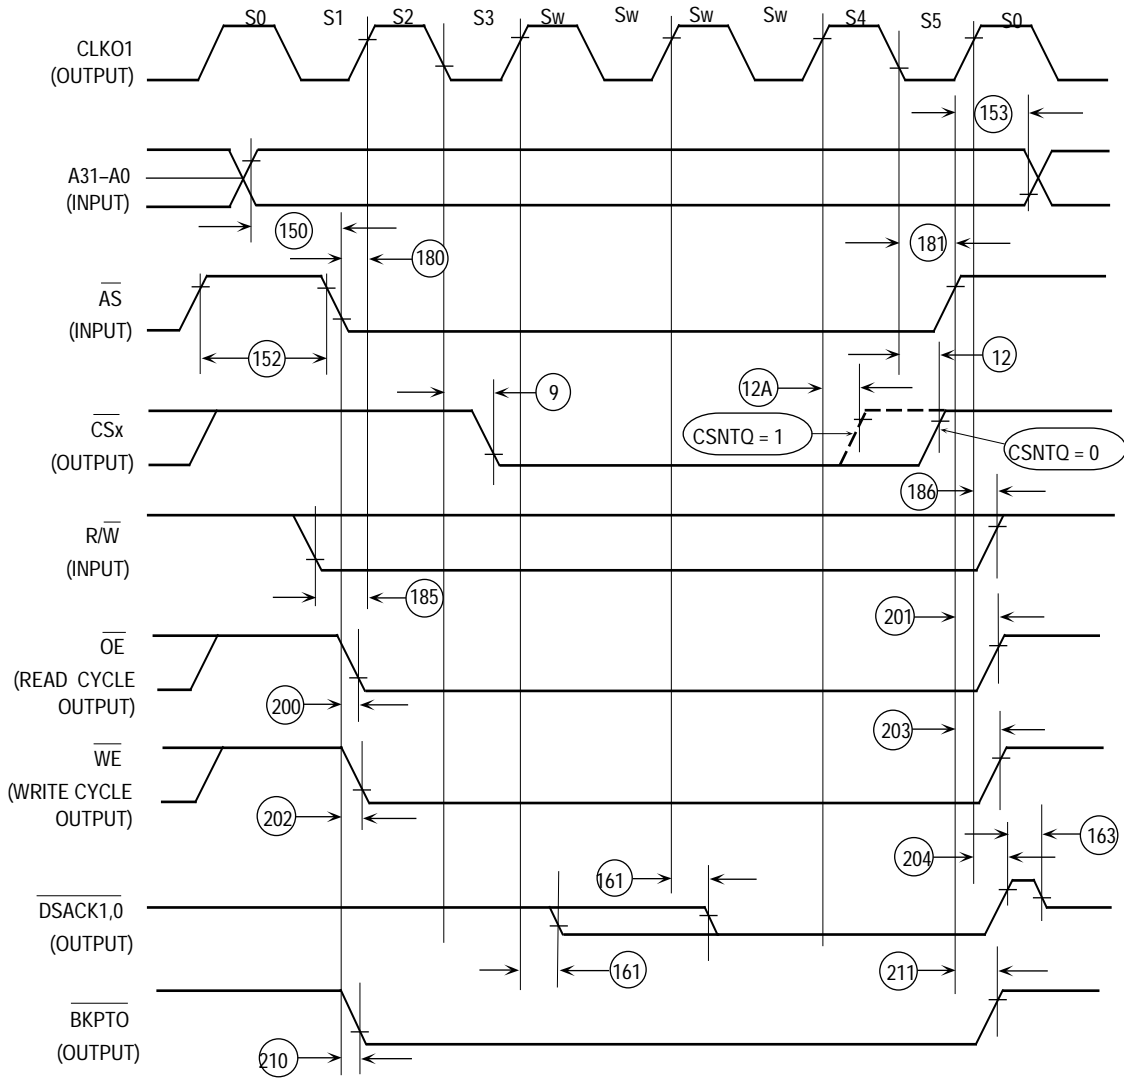 S0 S1 S2 S3 Sw Sw Sw Sw S4 S5 S0
CLKO1
(OUTPUT)
153
A31–A0
(INPUT)
150
180
181
AS
(INPUT)
152
12
9
12A
CSx
(OUTPUT)
CSNTQ = 1
CSNTQ = 0
186
R/W
(INPUT)
185
201
OE
(READ CYCLE
OUTPUT)
200
203
WE
(WRITE CYCLE
OUTPUT)
202
163
204
161
DSACK1,0
(OUTPUT)
161
211
BKPTO
(OUTPUT)
210